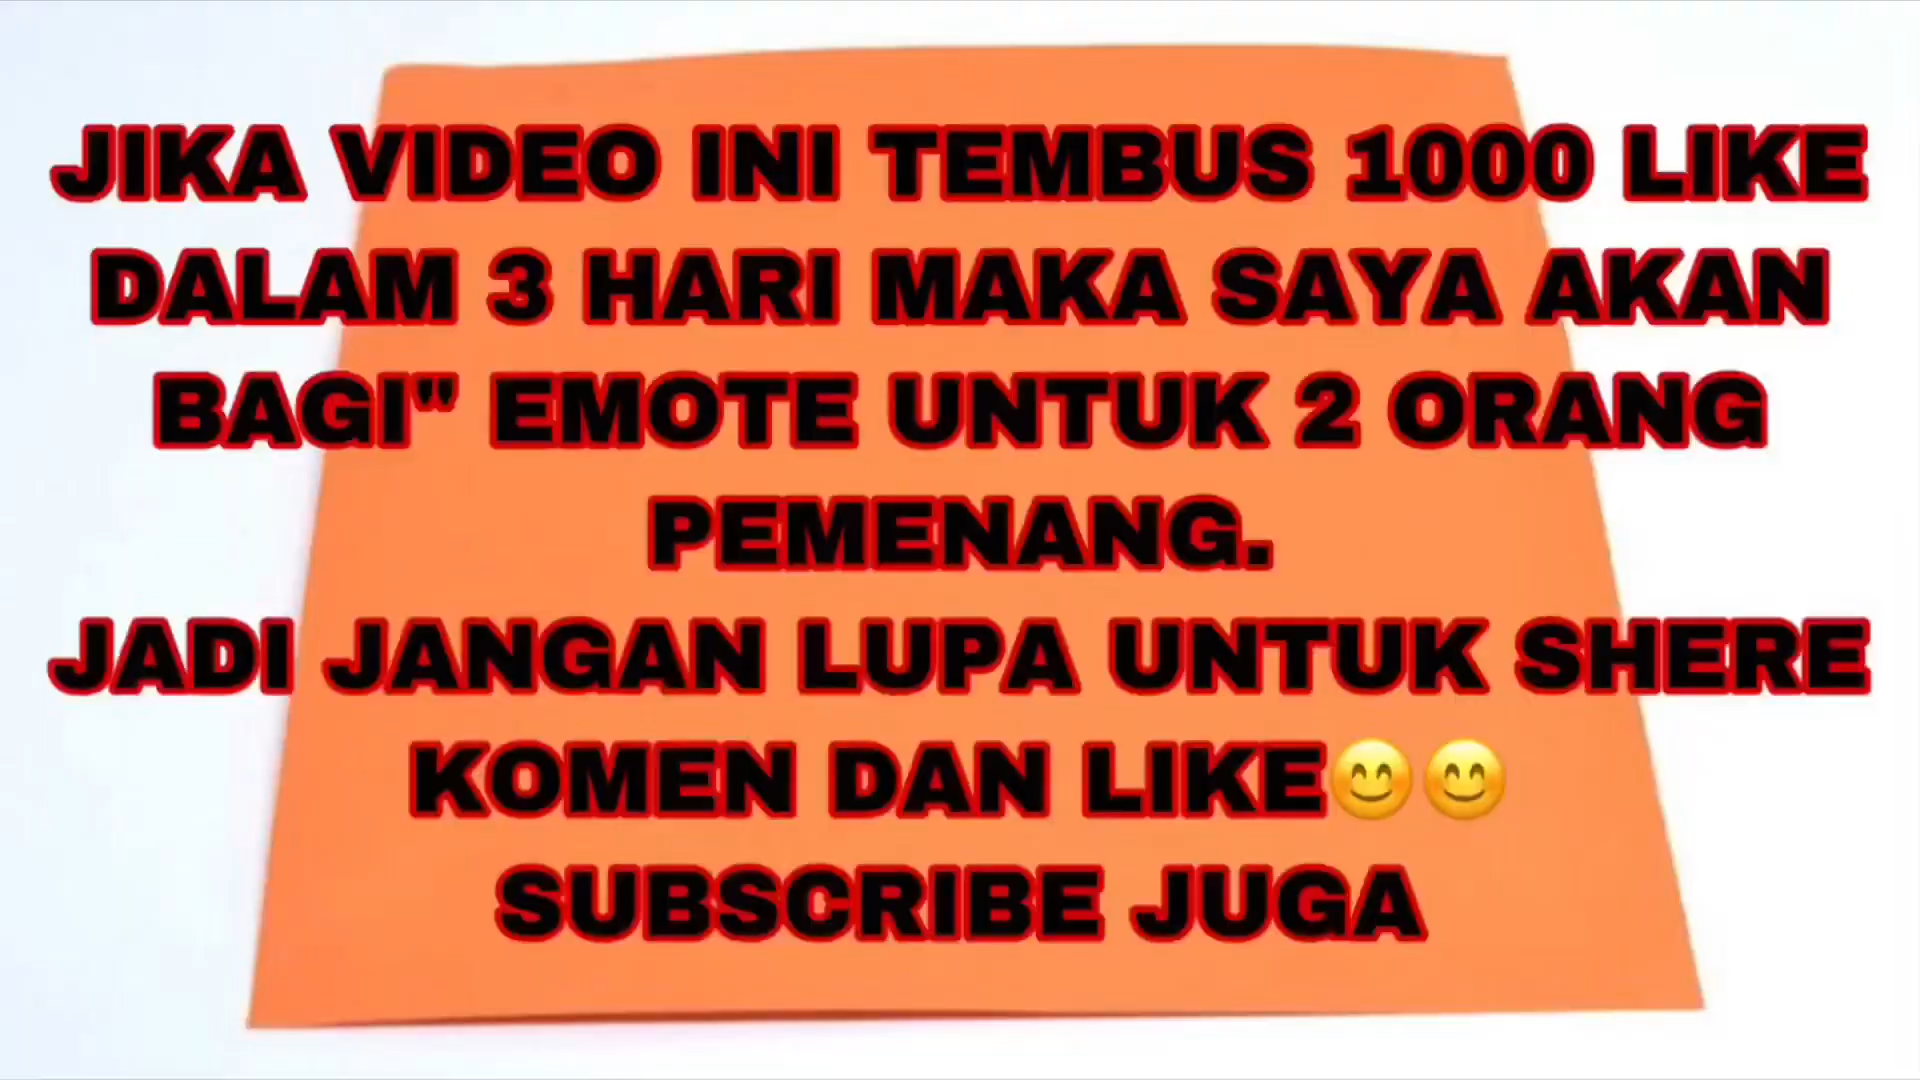 JIKA VIDEO INI TEMBUS 1000 LIKE
DALAM 3 HARI MAKA SAYA AKAN
BAGI" EMOTE UNTUK 2 ORANG
PEMENANG.
JADI JANGAN LUPA UNTUK SHERE
KOMEN DAN LIKE😊😊
SUBSCRIBE JUGA